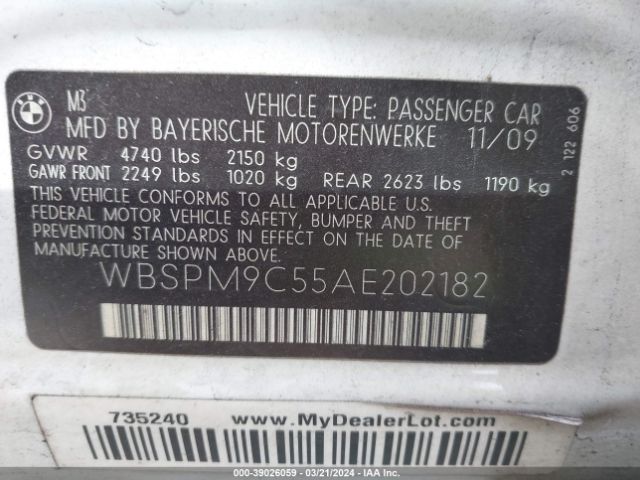 BMW
M3 VEHICLE TYPE: PASSENGER CAR
MFD BY BAYERISCHE MOTORENWERKE 11/09
GVWR 4740 lbs 2150 kg
GAWR FRONT 2249 lbs 1020 kg REAR 2623 lbs 1190 kg
THIS VEHICLE CONFORMS TO ALL APPLICABLE U.S.
FEDERAL MOTOR VEHICLE SAFETY, BUMPER AND THEFT
PREVENTION STANDARDS IN EFFECT ON THE DATE OF
MANUFACTURE SHOWN ABOVE.
WBSPM9C55AE202182
2 122 606
735240 www.MyDealerLot.com
000-39026059 - 03/21/2024 - IAA Inc.